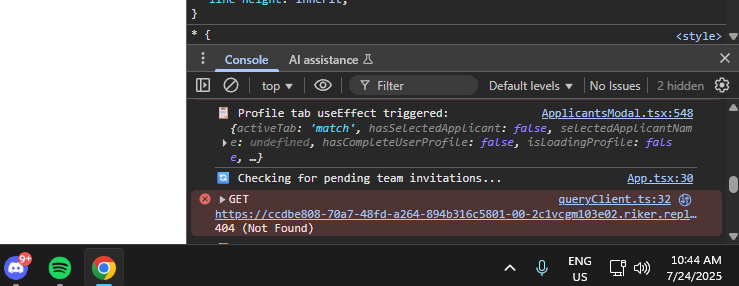 line-height: inherit;
}
* {
<style>
Console AI assistance
top Filter Default levels No Issues 2 hidden
📋 Profile tab useEffect triggered: ApplicantsModal.tsx:548
{activeTab: 'match', hasSelectedApplicant: false, selectedApplicantNam
e: undefined, hasCompleteUserProfile: false, isLoadingProfile: fals
e, …}
🔄 Checking for pending team invitations... App.tsx:30
GET queryClient.ts:32
https://ccdbe808-70a7-48fd-a264-894b316c5801-00-2c1vcgm103e02.riker.repl…
404 (Not Found)
9+
ENG
US
10:44 AM
7/24/2025